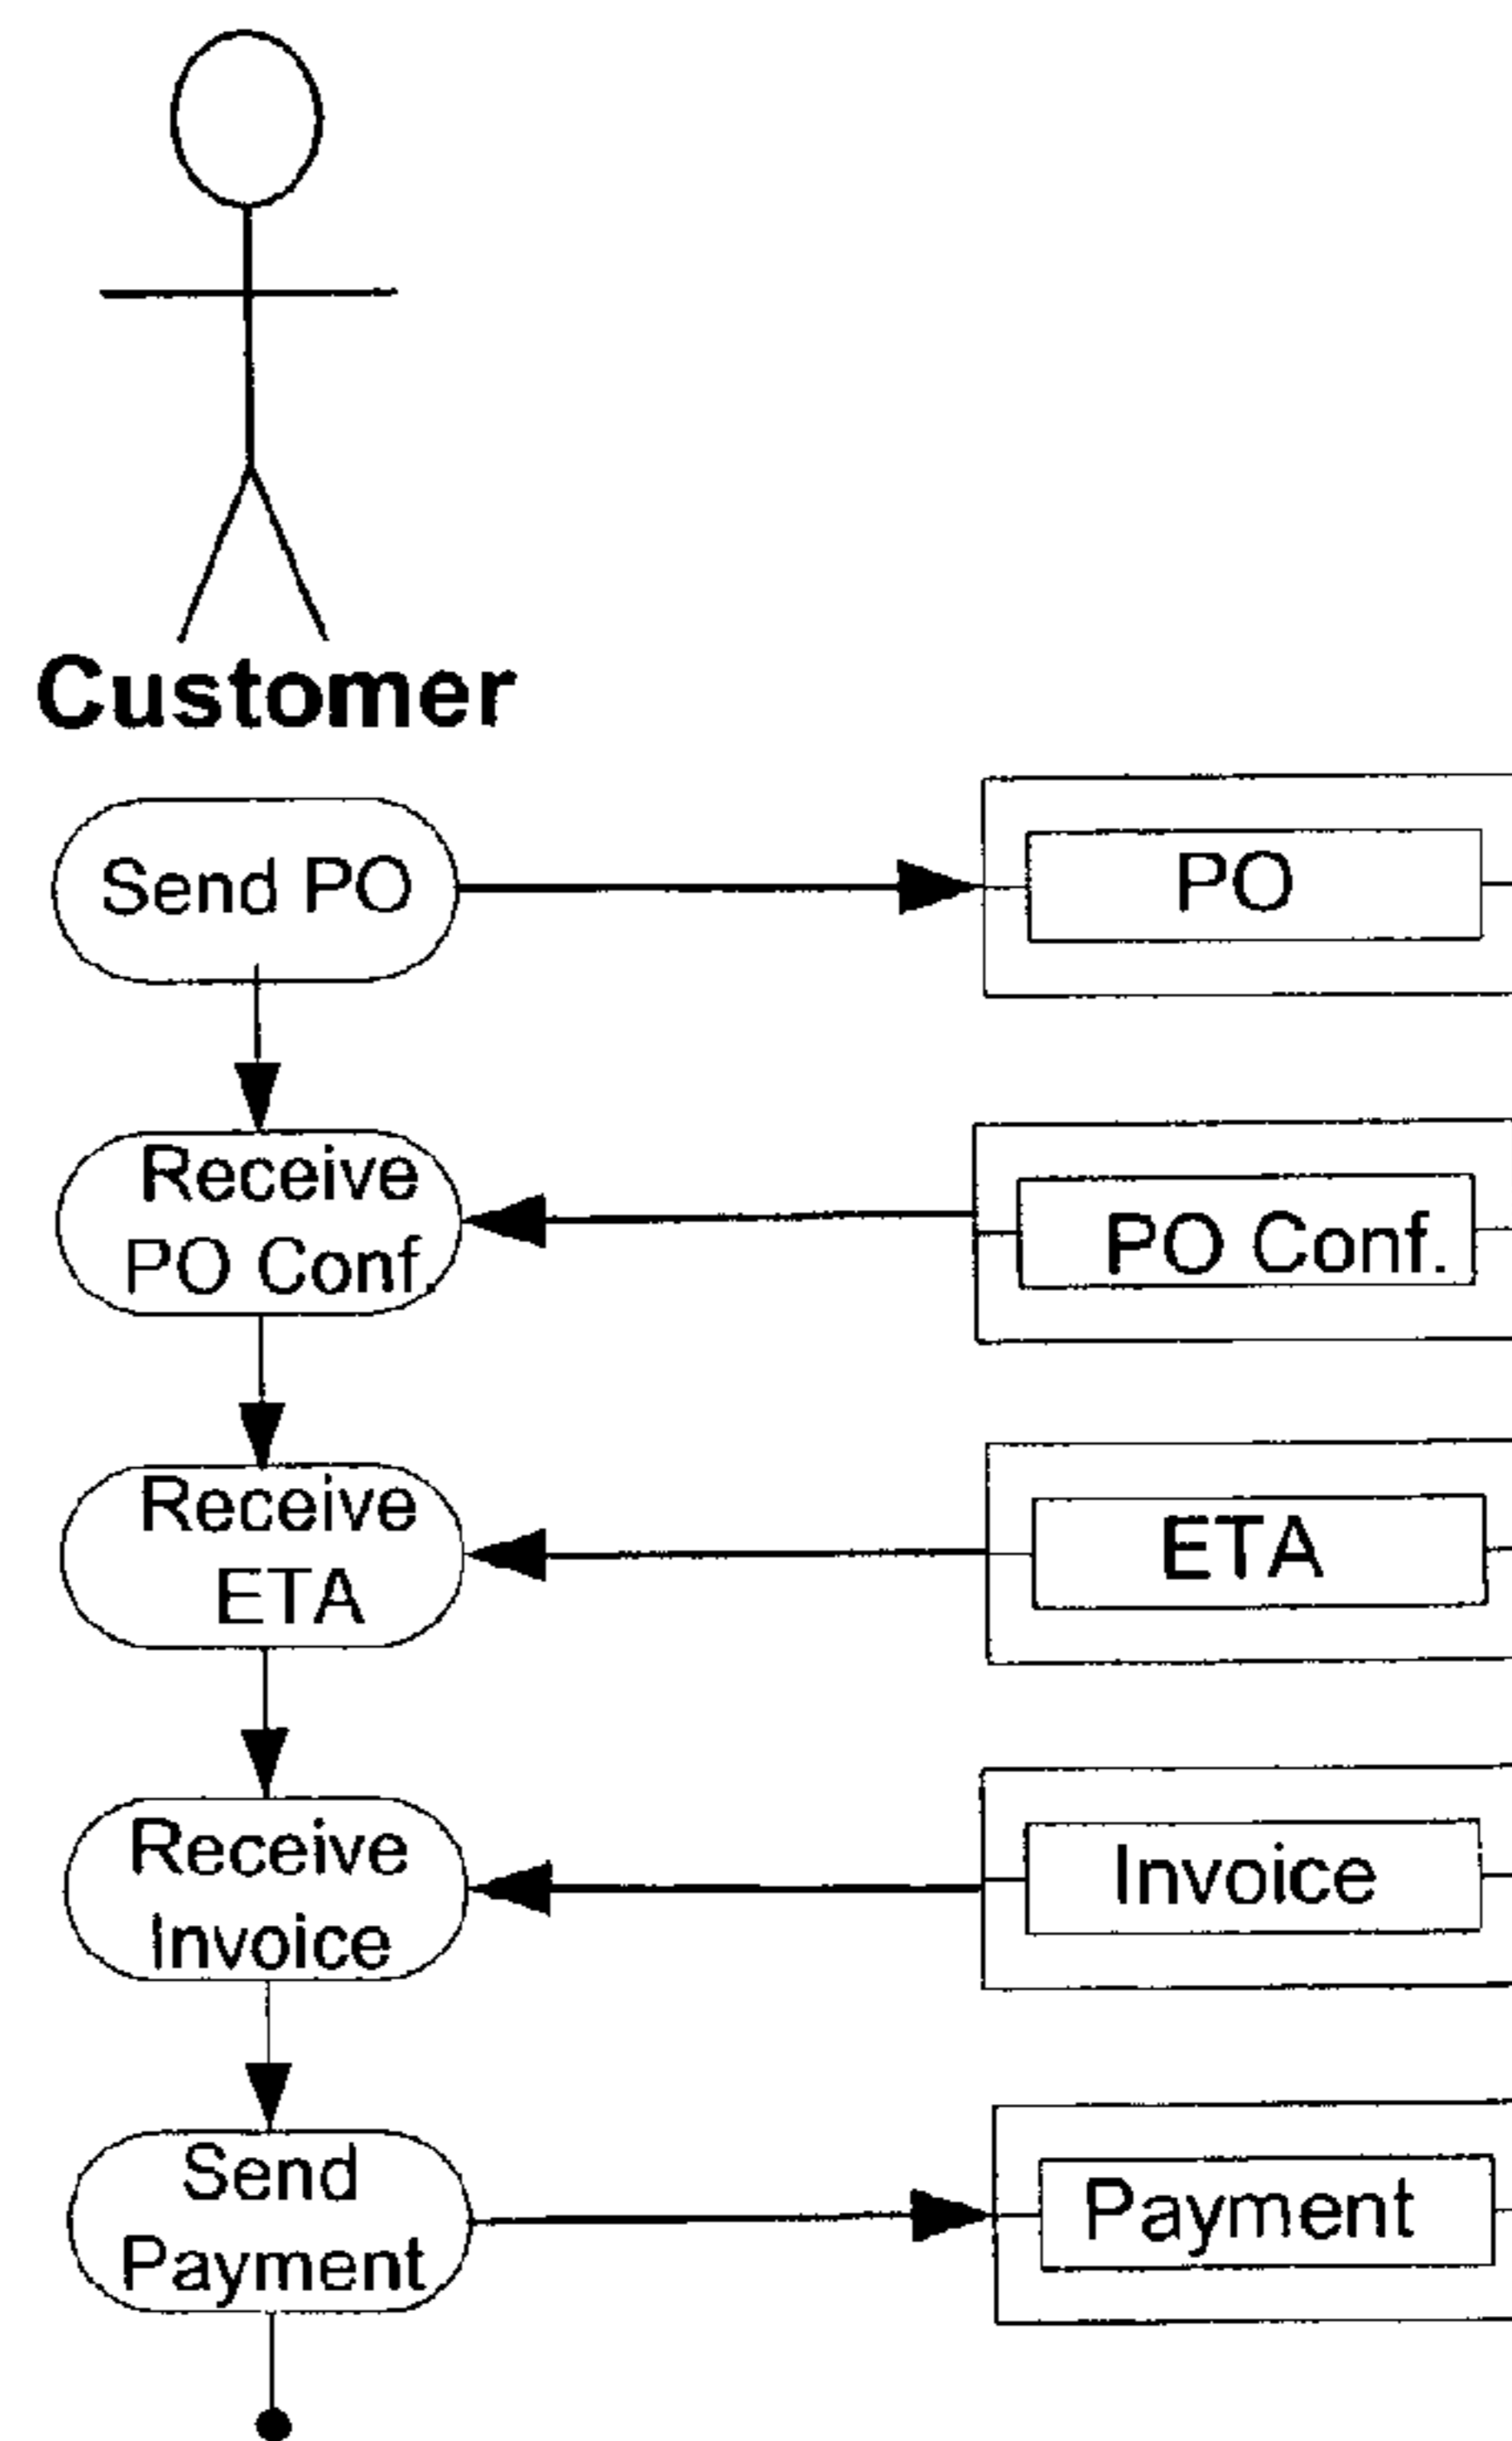 Customer
Send PO
PO
Receive
PO Conf.
PO Conf.
Receive
ETA
ETA
Receive
Invoice
Invoice
Send
Payment
Payment